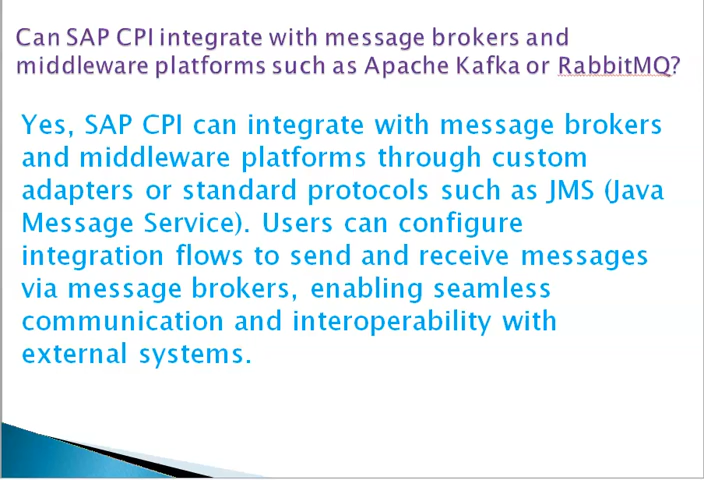 Can SAP CPI integrate with message brokers and
middleware platforms such as Apache Kafka or RabbitMQ?
Yes, SAP CPI can integrate with message brokers
and middleware platforms through custom
adapters or standard protocols such as JMS (Java
Message Service). Users can configure
integration flows to send and receive messages
via message brokers, enabling seamless
communication and interoperability with
external systems.